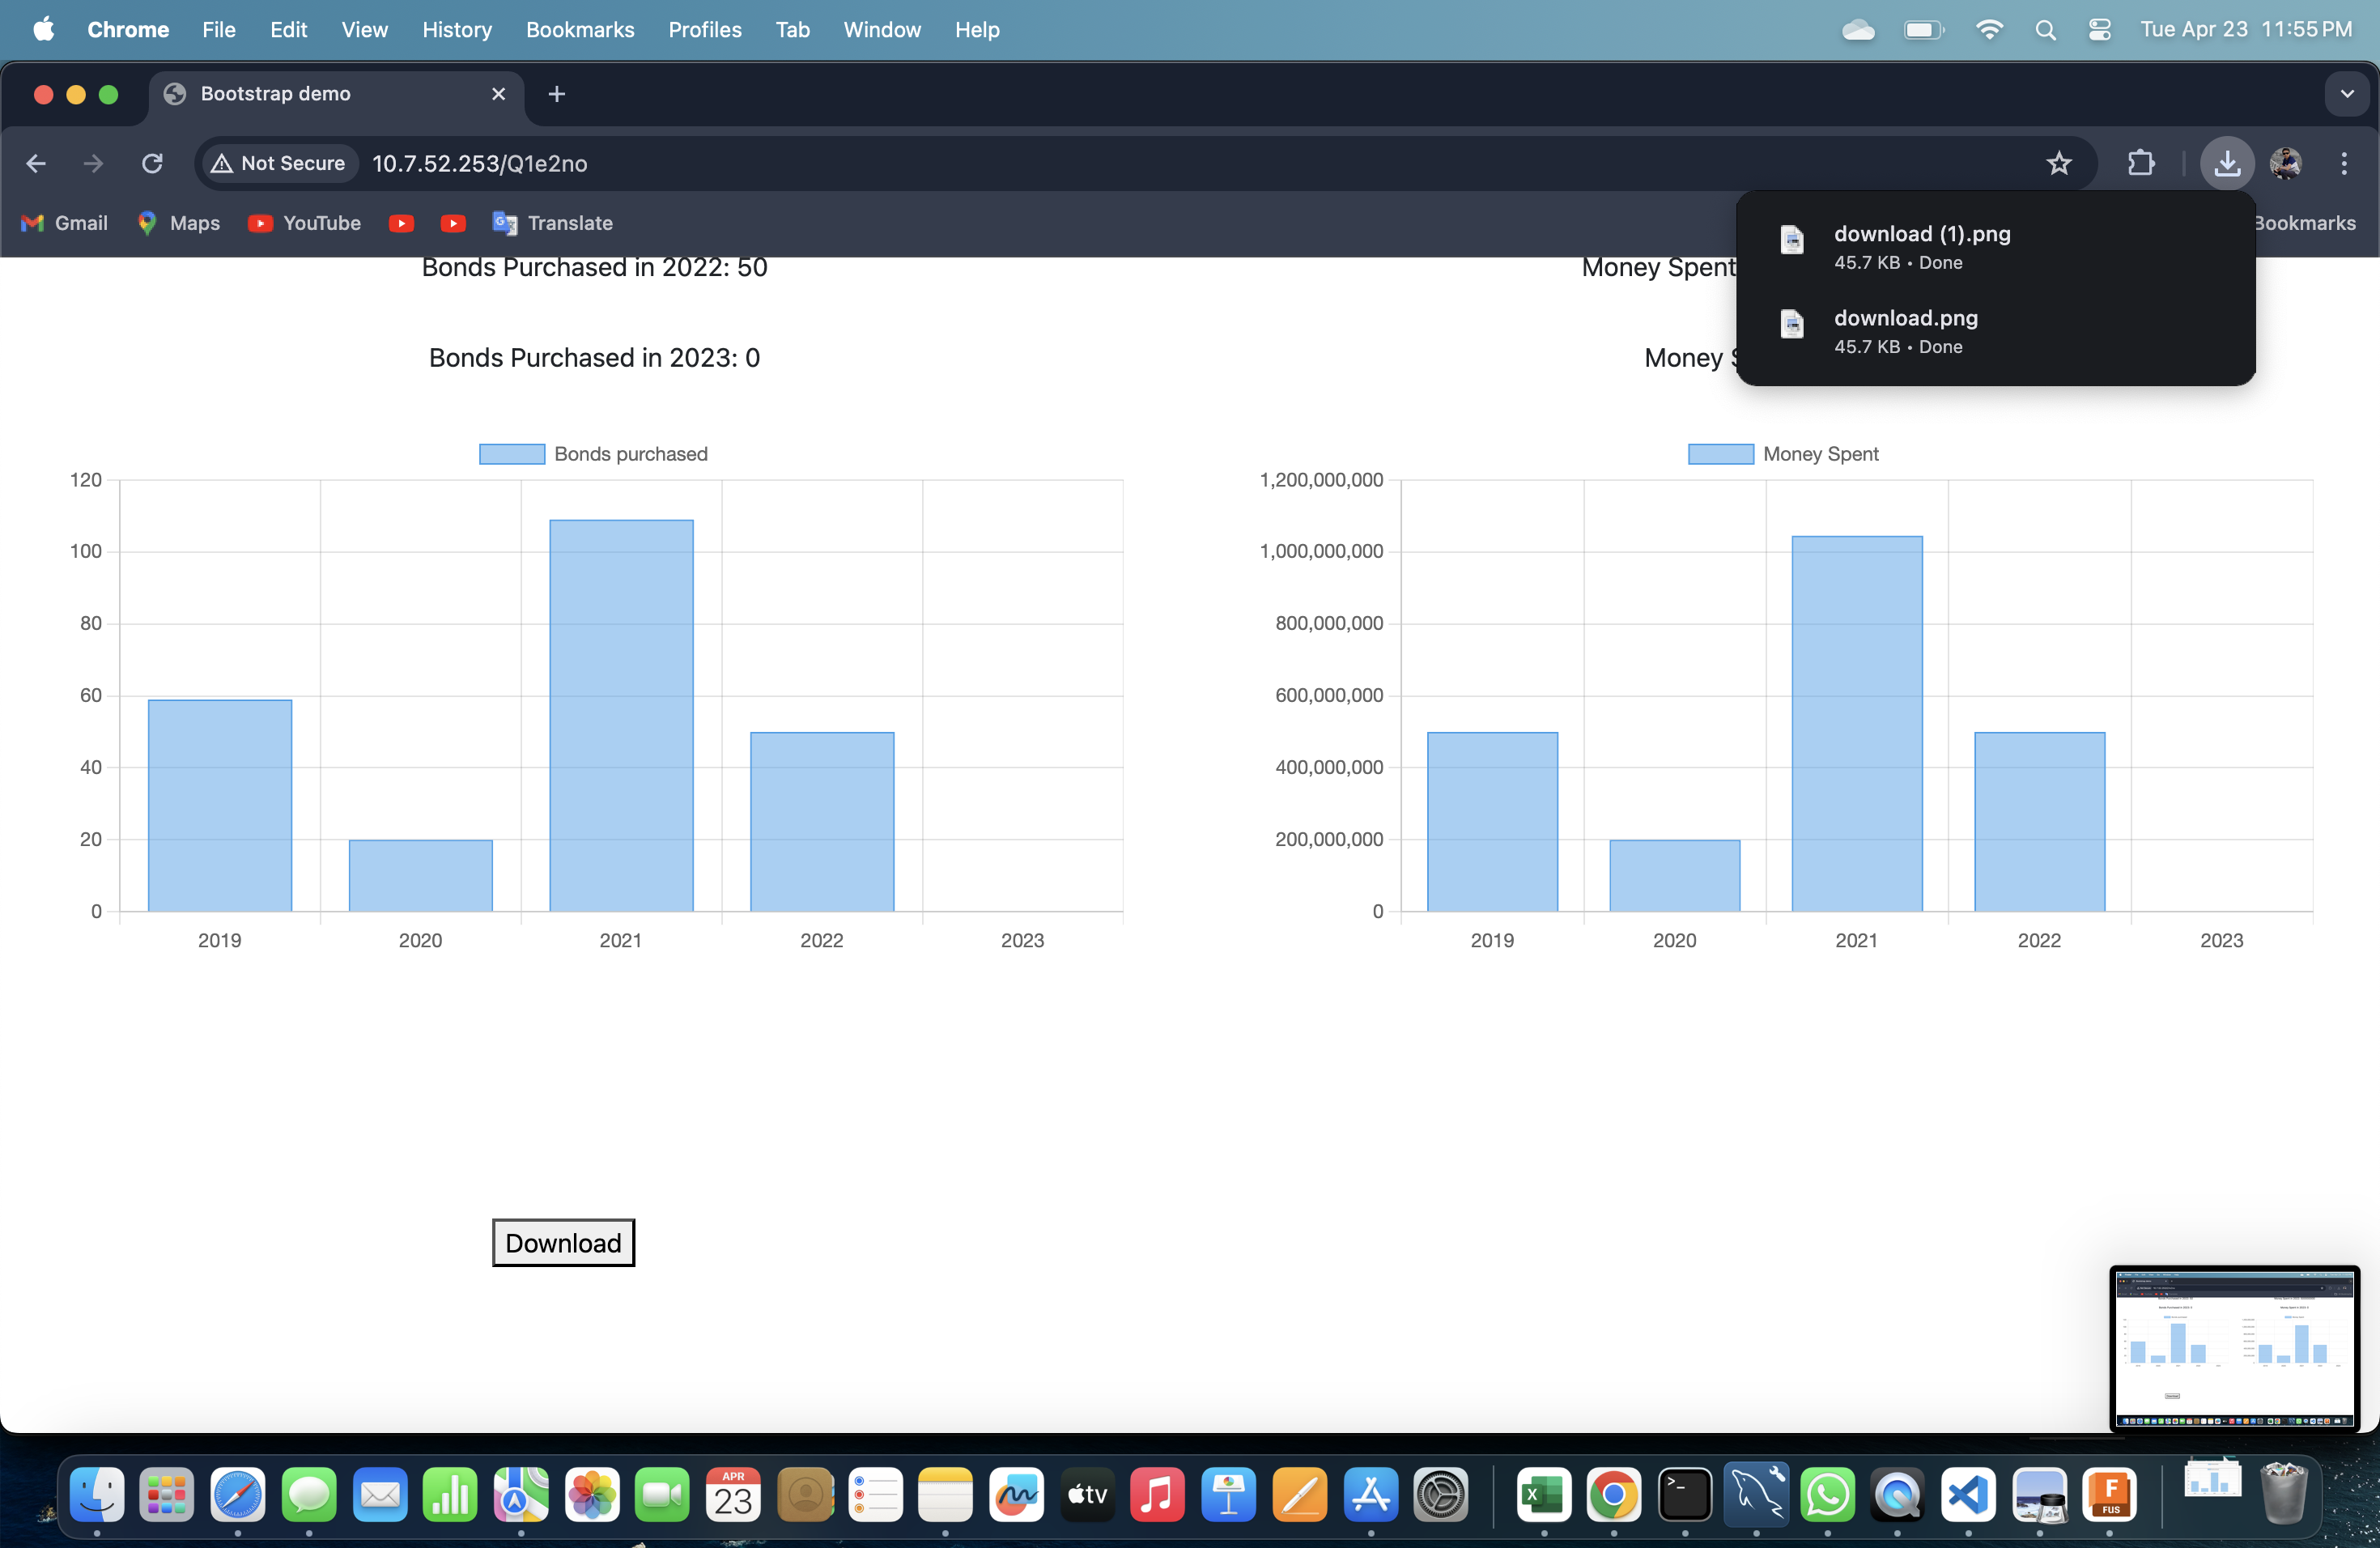 Chrome File Edit View History Bookmarks Profiles Tab Window Help Tue Apr 23 11:55 PM
Bootstrap demo
Not Secure 10.7.52.253/Q1e2no
Gmail Maps YouTube Translate Bookmarks
download (1).png
45.7 KB • Done
download.png
45.7 KB • Done
Bonds Purchased in 2022: 50 Money Spent
Bonds Purchased in 2023: 0 Money
Bonds purchased
120
100
80
60
40
20
0
2019 2020 2021 2022 2023
Money Spent
1,200,000,000
1,000,000,000
800,000,000
600,000,000
400,000,000
200,000,000
0
2019 2020 2021 2022 2023
Download
APR
23
tv
X
F
FUS